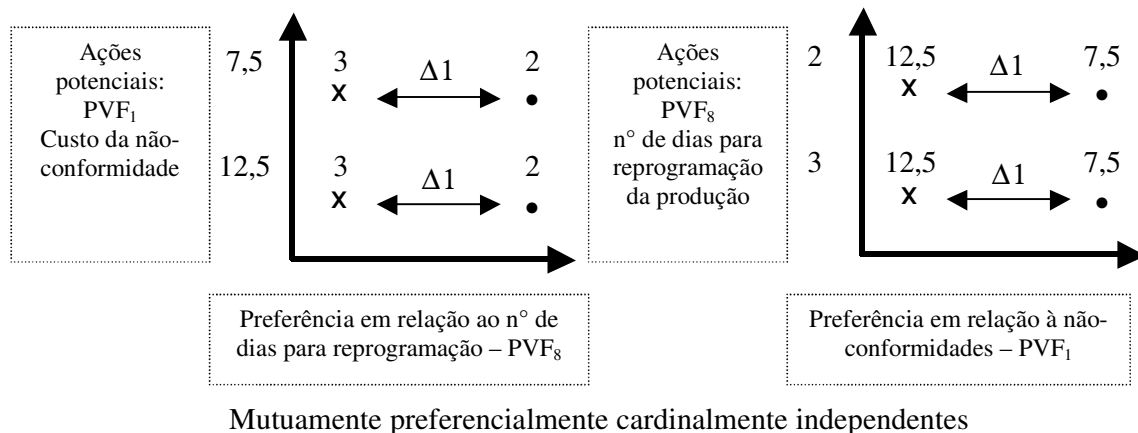 Ações
potenciais:
PVF₁
Custo da não-
conformidade
7,5
12,5
3
x
Δ1
2
3
x
Δ1
2
Preferência em relação ao n° de
dias para reprogramação – PVF₈
Ações
potenciais:
PVF₈
n° de dias para
reprogramação
da produção
2
3
12,5
x
Δ1
7,5
12,5
x
Δ1
7,5
Preferência em relação à não-
conformidades – PVF₁
Mutuamente preferencialmente cardinalmente independentes